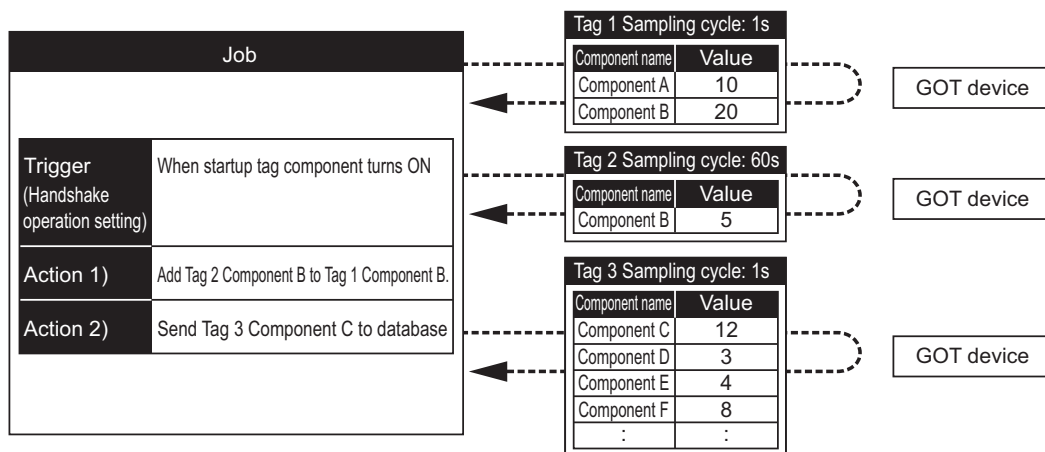 Job
Trigger
(Handshake
operation setting)
When startup tag component turns ON
Action 1)
Add Tag 2 Component B to Tag 1 Component B.
Action 2)
Send Tag 3 Component C to database
Tag 1 Sampling cycle: 1s
Component name Value
Component A 10
Component B 20
GOT device
Tag 2 Sampling cycle: 60s
Component name Value
Component B 5
GOT device
Tag 3 Sampling cycle: 1s
Component name Value
Component C 12
Component D 3
Component E 4
Component F 8
: :
GOT device